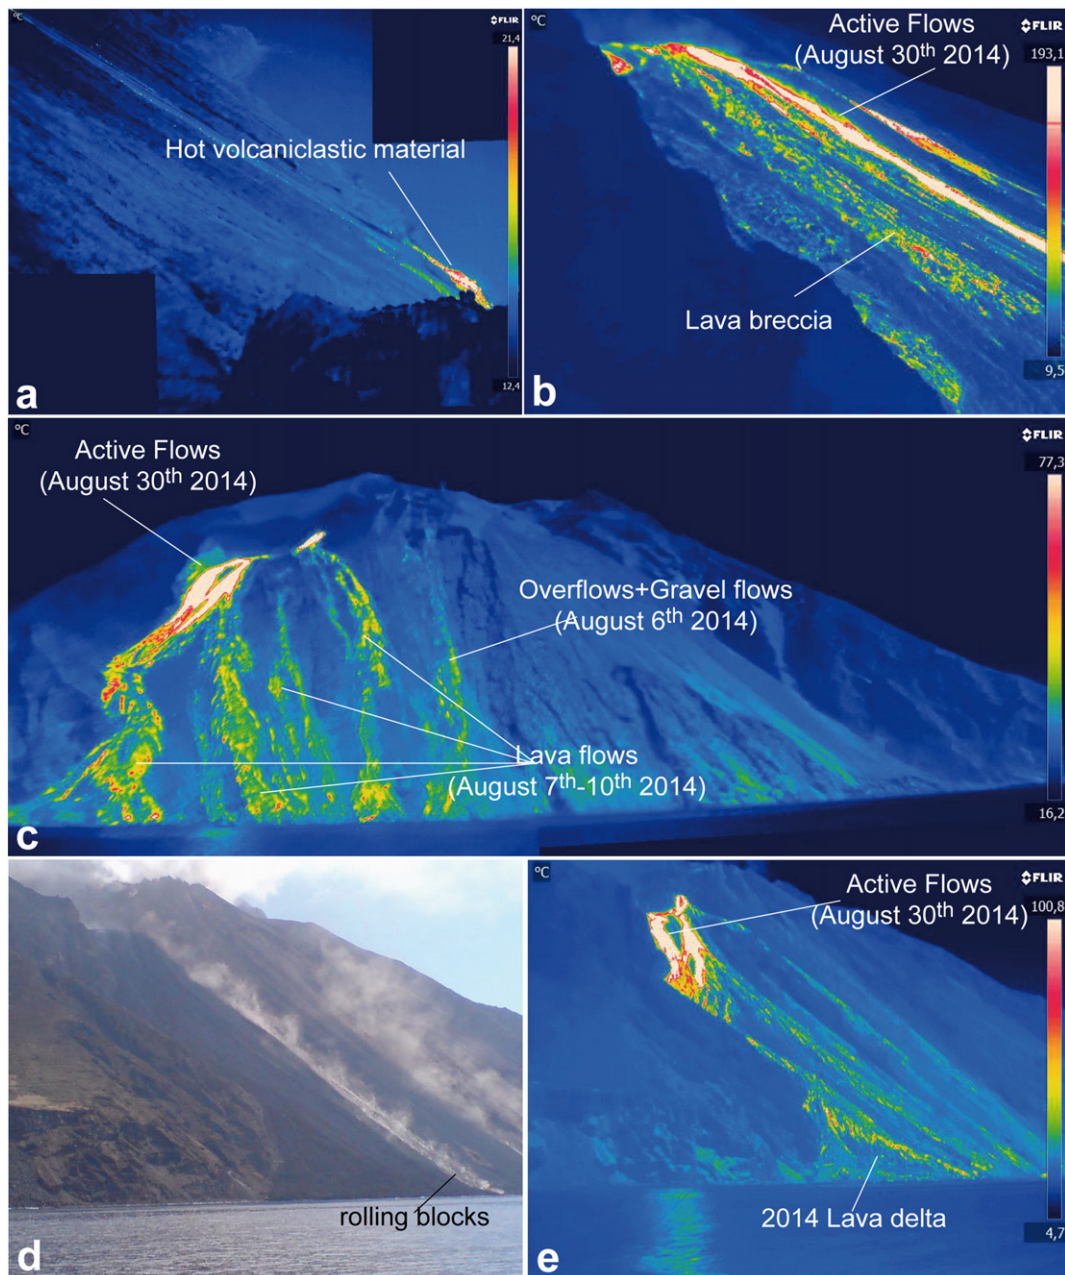 °C
FLIR
21,4
Hot volcaniclastic material
12,4
a
°C
FLIR
193,1
Active Flows
(August 30th 2014)
Lava breccia
9,5
b
°C
FLIR
77,3
Active Flows
(August 30th 2014)
Overflows+Gravel flows
(August 6th 2014)
Lava flows
(August 7th-10th 2014)
16,2
c
rolling blocks
d
°C
FLIR
100,8
Active Flows
(August 30th 2014)
2014 Lava delta
4,7
e